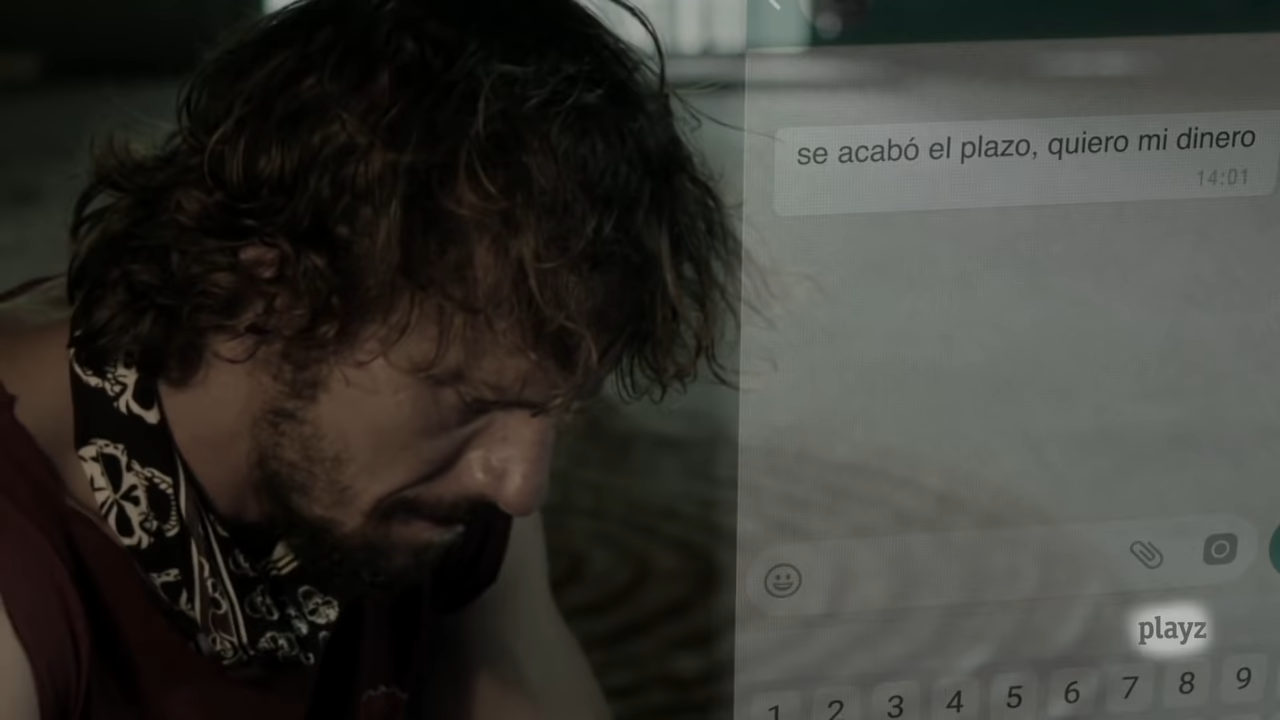 se acabó el plazo, quiero mi dinero
14:01
playz
1 2 3 4 5 6 7 8 9